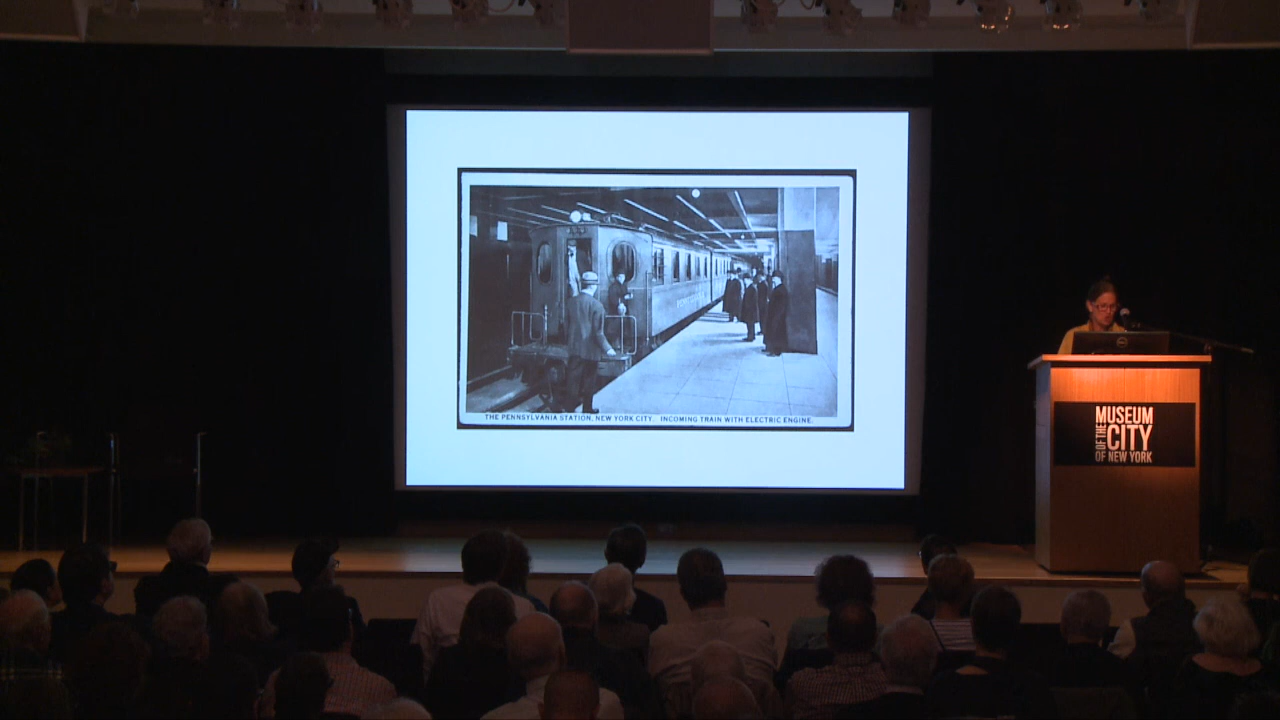 THE PENNSYLVANIA STATION, NEW YORK CITY. INCOMING TRAIN WITH ELECTRIC ENGINE.
MUSEUM
OF THE CITY
OF NEW YORK